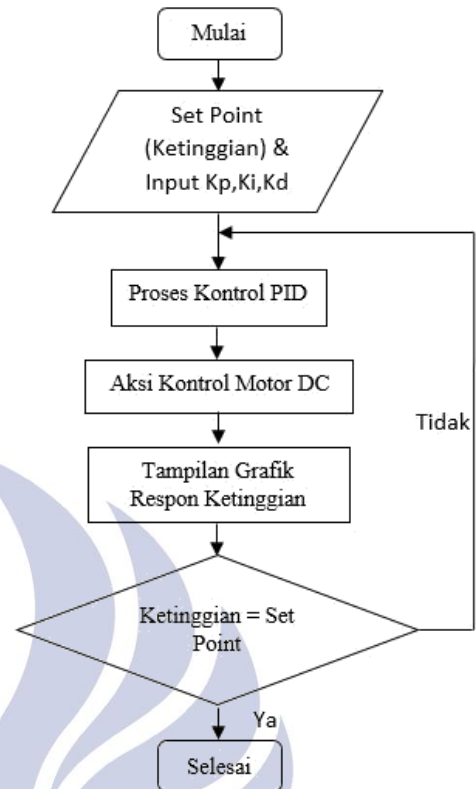 Mulai
Set Point
(Ketinggian) &
Input Kp,Ki,Kd
Proses Kontrol PID
Aksi Kontrol Motor DC
Tidak
Tampilan Grafik
Respon Ketinggian
Ketinggian = Set
Point
Ya
Selesai